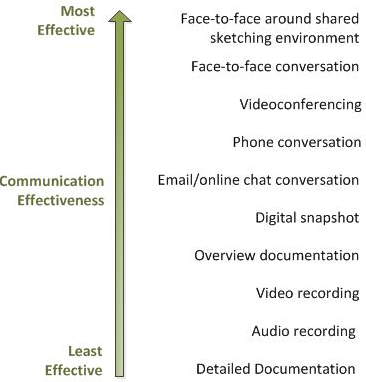 Most
Effective
Face-to-face around shared
sketching environment
Face-to-face conversation
Videoconferencing
Phone conversation
Communication
Effectiveness
Email/online chat conversation
Digital snapshot
Overview documentation
Video recording
Audio recording
Least
Effective
Detailed Documentation